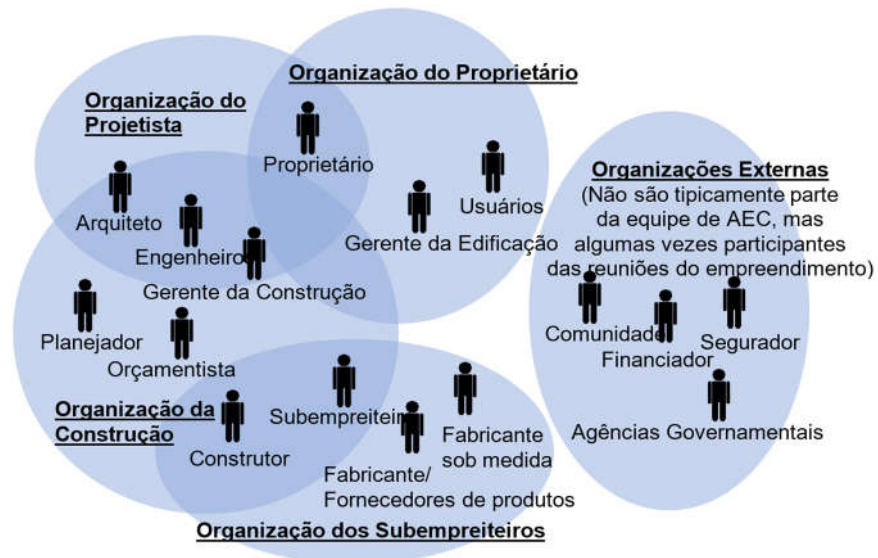 Organização do Proprietário
Organização do
Projetista
Proprietário
Arquiteto
Engenheiro
Gerente da Construção
Usuários
Gerente da Edificação
Organizações Externas
(Não são tipicamente parte
da equipe de AEC, mas
algumas vezes participantes
das reuniões do empreendimento)
Comunidade
Financiador
Segurador
Agências Governamentais
Planejador
Orçamentista
Organização da
Construção
Construtor
Subempreiteiro
Fabricante
sob medida
Fabricante/
Fornecedores de produtos
Organização dos Subempreiteiros